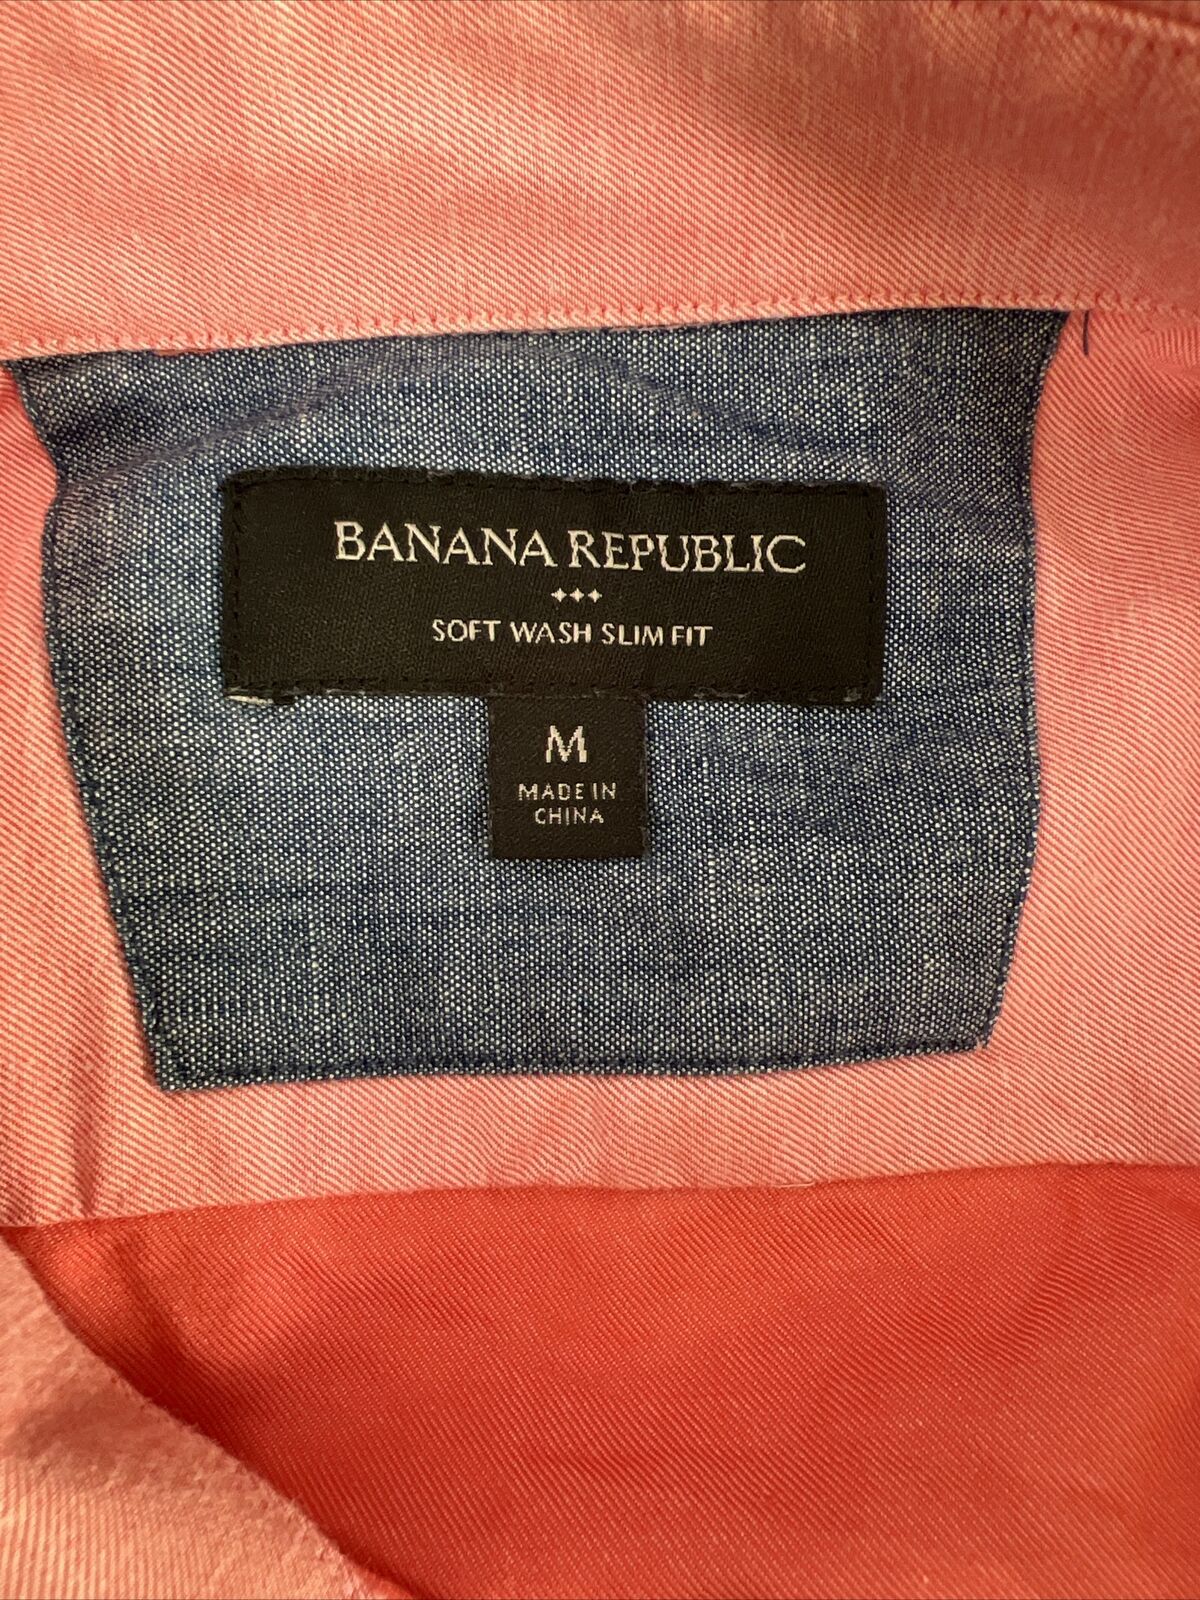 BANANA REPUBLIC
SOFT WASH SLIM FIT
M
MADE IN
CHINA